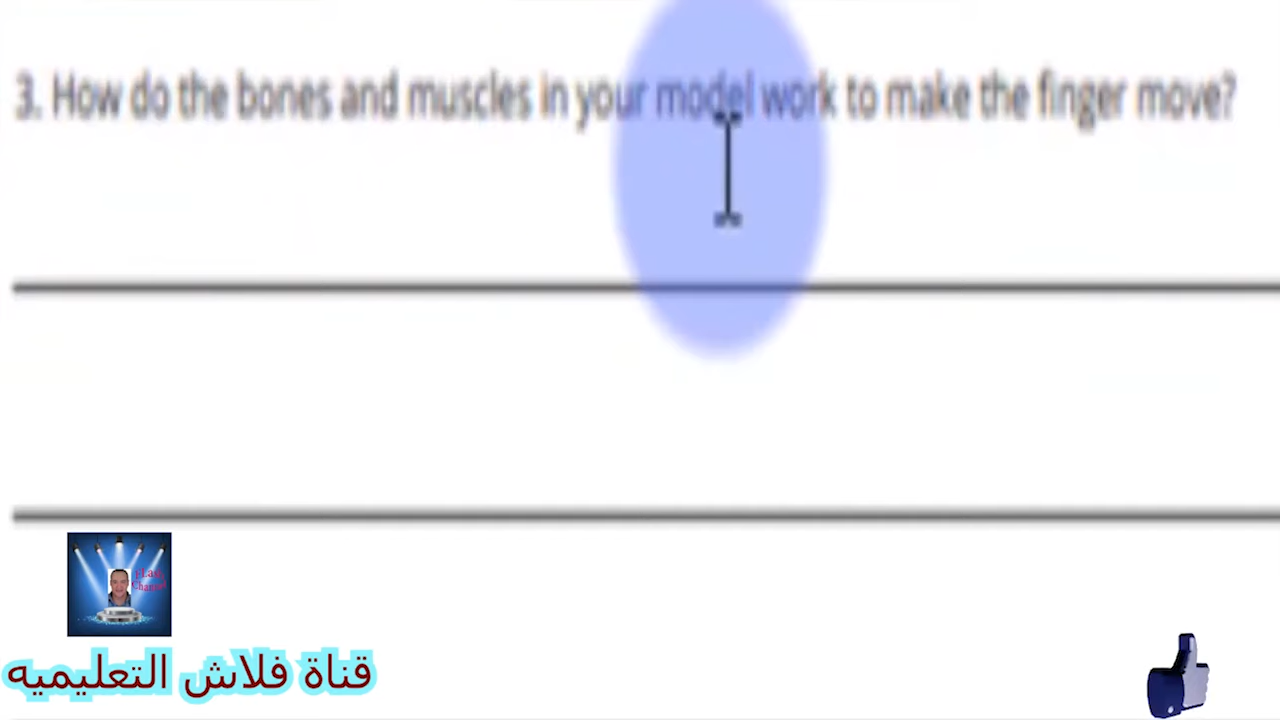 3. How do the bones and muscles in your model work to make the finger move?
قناة فلاش التعليميه